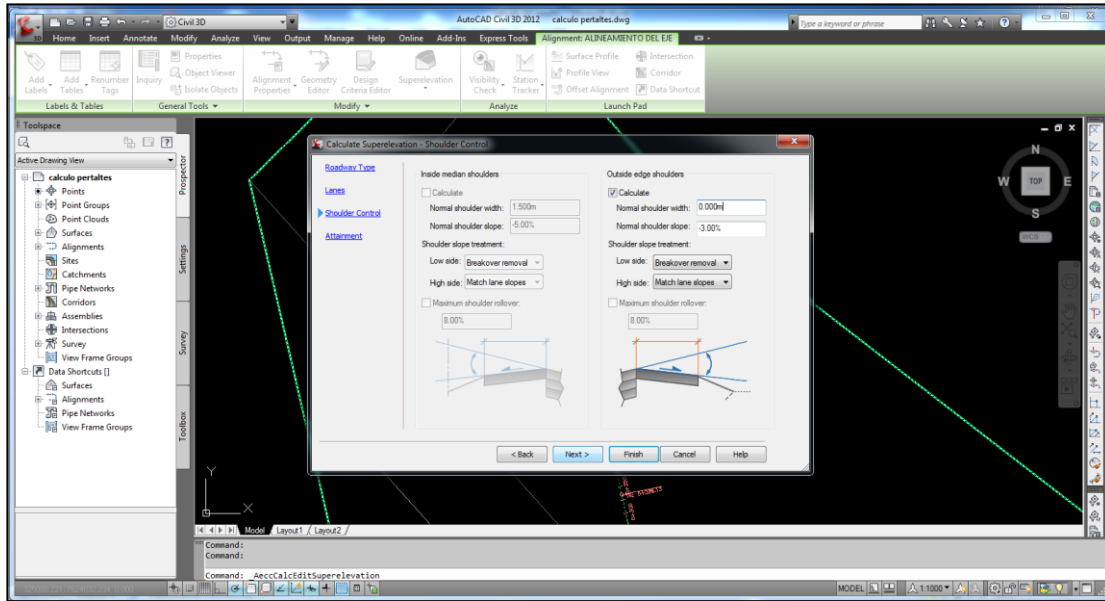 Civil 3D
AutoCAD Civil 3D 2012 calculo pertaltes.dwg
Type a keyword or phrase
3D
Home Insert Annotate Modify Analyze View Output Manage Help Online Add-Ins Express Tools Alignment: ALINEAMIENTO DEL EJE
Add Labels
Add Tables
Renumber Tags
Inquiry
Properties
Object Viewer
Isolate Objects
Alignment Properties
Geometry Editor
Design Criteria Editor
Superelevation
Visibility Check
Station Tracker
Surface Profile
Profile View
Offset Alignment
Intersection
Corridor
Data Shortcut
Labels & Tables
General Tools
Modify
Analyze
Launch Pad
Toolspace
Active Drawing View
calculo pertaltes
Points
Point Groups
Point Clouds
Surfaces
Alignments
Sites
Catchments
Pipe Networks
Corridors
Assemblies
Intersections
Survey
View Frame Groups
Data Shortcuts []
Surfaces
Alignments
Pipe Networks
View Frame Groups
Prospector
Settings
Survey
Toolbox
Calculate Superelevation - Shoulder Control
Roadway Type
Lanes
Shoulder Control
Attainment
Inside median shoulders
Calculate
Normal shoulder width: 1.500m
Normal shoulder slope: -5.00%
Shoulder slope treatment:
Low side: Breakover removal
High side: Match lane slopes
Maximum shoulder rollover:
8.00%
Outside edge shoulders
Calculate
Normal shoulder width: 0.000m
Normal shoulder slope: -3.00%
Shoulder slope treatment:
Low side: Breakover removal
High side: Match lane slopes
Maximum shoulder rollover:
8.00%
< Back Next > Finish Cancel Help
N
W TOP E
S
WCS
Y
X
Model Layout1 Layout2
Command:
Command:
Command: _AeccCalcEditSuperelevation
MODEL 1:1000